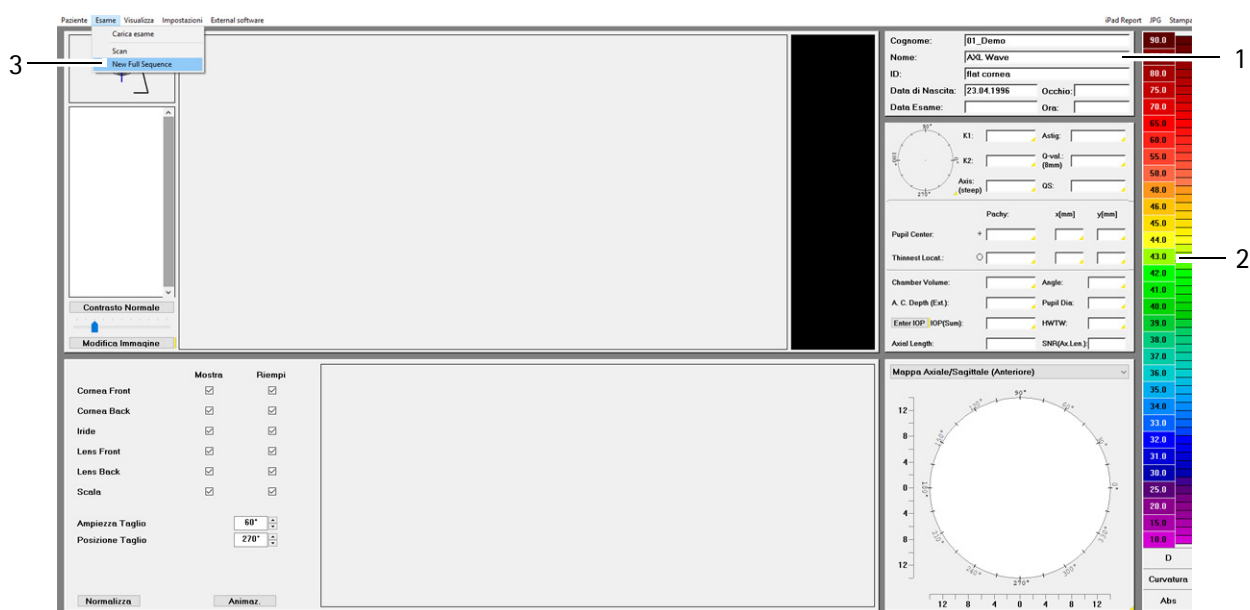 Paziente Esame Visualizza Impostazioni External software
iPad Report JPG Stampa
Carica esame
Scan
New Full Sequence
3
Contrasto Normale
Modifica Immagine
Cognome: 01_Demo
Nome: AXL Wave
1
ID: flat cornea
Data di Nascita: 23.04.1996 Occhio:
Data Esame: Ora:
90°
270°
K1: Astig:
K2: Q-val.: (8mm)
Axis: (steep) QS:
Pachy: x[mm] y[mm]
Pupil Center: +
Thinnest Locat.: O
Chamber Volume: Angle:
A. C. Depth (Ext.): Pupil Dia:
Enter IOP IOP(Sum): HWTW:
Axial Length: SNR(Ax.Len.):
90.0
80.0
75.0
70.0
65.0
60.0
55.0
50.0
48.0
46.0
45.0
44.0
43.0
2
42.0
41.0
40.0
39.0
38.0
37.0
36.0
35.0
34.0
33.0
32.0
31.0
30.0
25.0
20.0
15.0
10.0
D
Curvatura
Abs
Mostra Riempi
Cornea Front
Cornea Back
Iride
Lens Front
Lens Back
Scala
Ampiezza Taglio 60°
Posizione Taglio 270°
Normalizza Animaz.
Mappa Axiale/Sagittale (Anteriore)
12
8
4
0
4
8
12
90°
120°
150°
240°
270°
300°
330°
0°
12 8 4 0 4 8 12